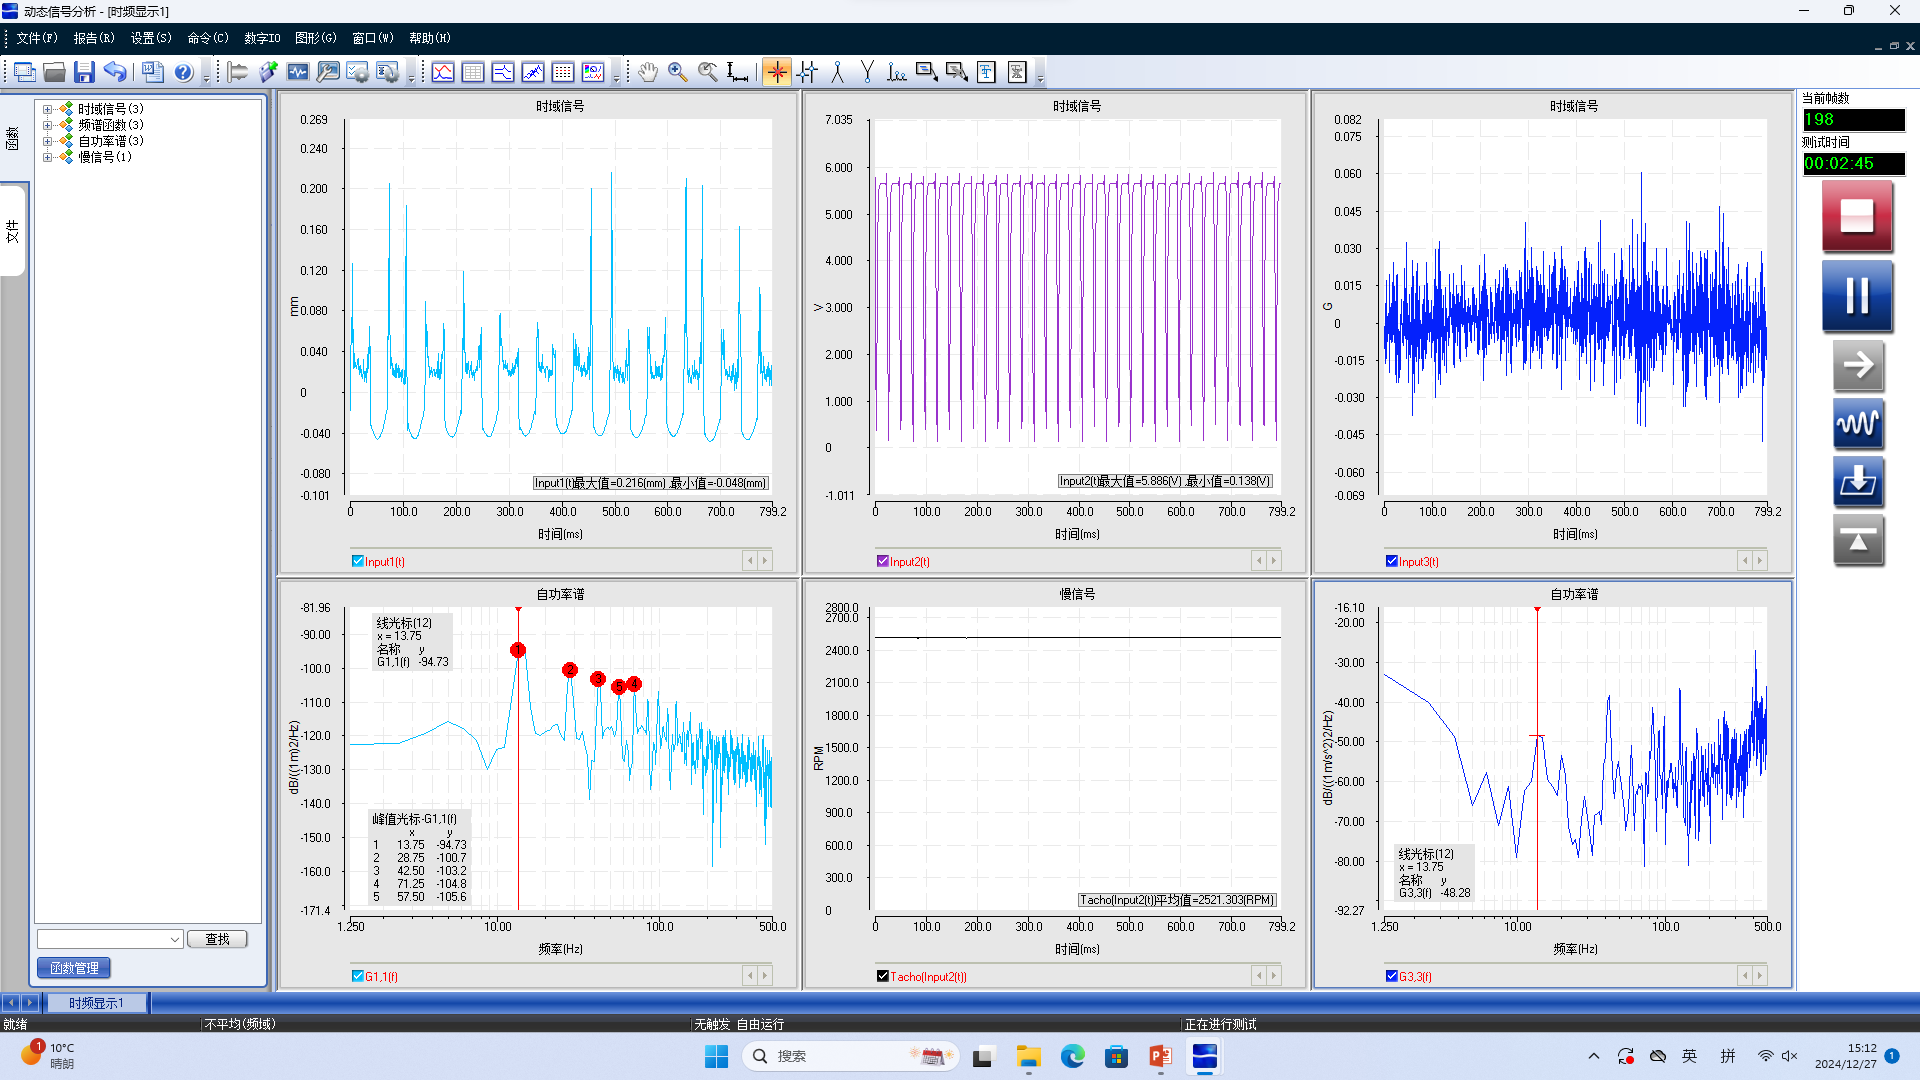 动态信号分析 - [时频显示1]
文件(F) 报告(R) 设置(S) 命令(C) 数字IO 图形(G) 窗口(W) 帮助(H)
函数
文件
时域信号(3)
频谱函数(3)
自功率谱(3)
慢信号(1)
查找
函数管理
时域信号
0.269
0.240
0.200
0.160
0.120
0.080
0.040
0
-0.040
-0.080
-0.101
mm
Input1(t)最大值=0.216(mm) ,最小值=-0.048(mm)
0 100.0 200.0 300.0 400.0 500.0 600.0 700.0 799.2
时间(ms)
Input1(t)
时域信号
7.035
6.000
5.000
4.000
3.000
2.000
1.000
0
-1.011
V
Input2(t)最大值=5.886(V) ,最小值=0.138(V)
0 100.0 200.0 300.0 400.0 500.0 600.0 700.0 799.2
时间(ms)
Input2(t)
时域信号
0.082
0.075
0.060
0.045
0.030
0.015
0
-0.015
-0.030
-0.045
-0.060
-0.069
G
0 100.0 200.0 300.0 400.0 500.0 600.0 700.0 799.2
时间(ms)
Input3(t)
当前帧数
198
测试时间
00:02:45
自功率谱
-81.96
-90.00
-100.0
-110.0
-120.0
-130.0
-140.0
-150.0
-160.0
-171.4
dB/((1m)2/Hz)
线光标(12)
x = 13.75
名称 y
G1,1(f) -94.73
1
2
3
5
4
峰值光标-G1,1(f)
x y
1 13.75 -94.73
2 28.75 -100.7
3 42.50 -103.2
4 71.25 -104.8
5 57.50 -105.6
1.250 10.00 100.0 500.0
频率(Hz)
G1,1(f)
慢信号
2800.0
2700.0
2400.0
2100.0
1800.0
1500.0
1200.0
900.0
600.0
300.0
0
RPM
Tacho(Input2(t))平均值=2521.303(RPM)
0 100.0 200.0 300.0 400.0 500.0 600.0 700.0 799.2
时间(ms)
Tacho(Input2(t))
自功率谱
-16.10
-20.00
-30.00
-40.00
-50.00
-60.00
-70.00
-80.00
-92.27
dB/((1m/s^2)2/Hz)
线光标(12)
x = 13.75
名称 y
G3,3(f) -48.28
1.250 10.00 100.0 500.0
频率(Hz)
G3,3(f)
时频显示1
就绪 不平均(频域) 无触发 自由运行 正在进行测试
1
10°C
晴朗
搜索
英 拼
15:12
2024/12/27
1